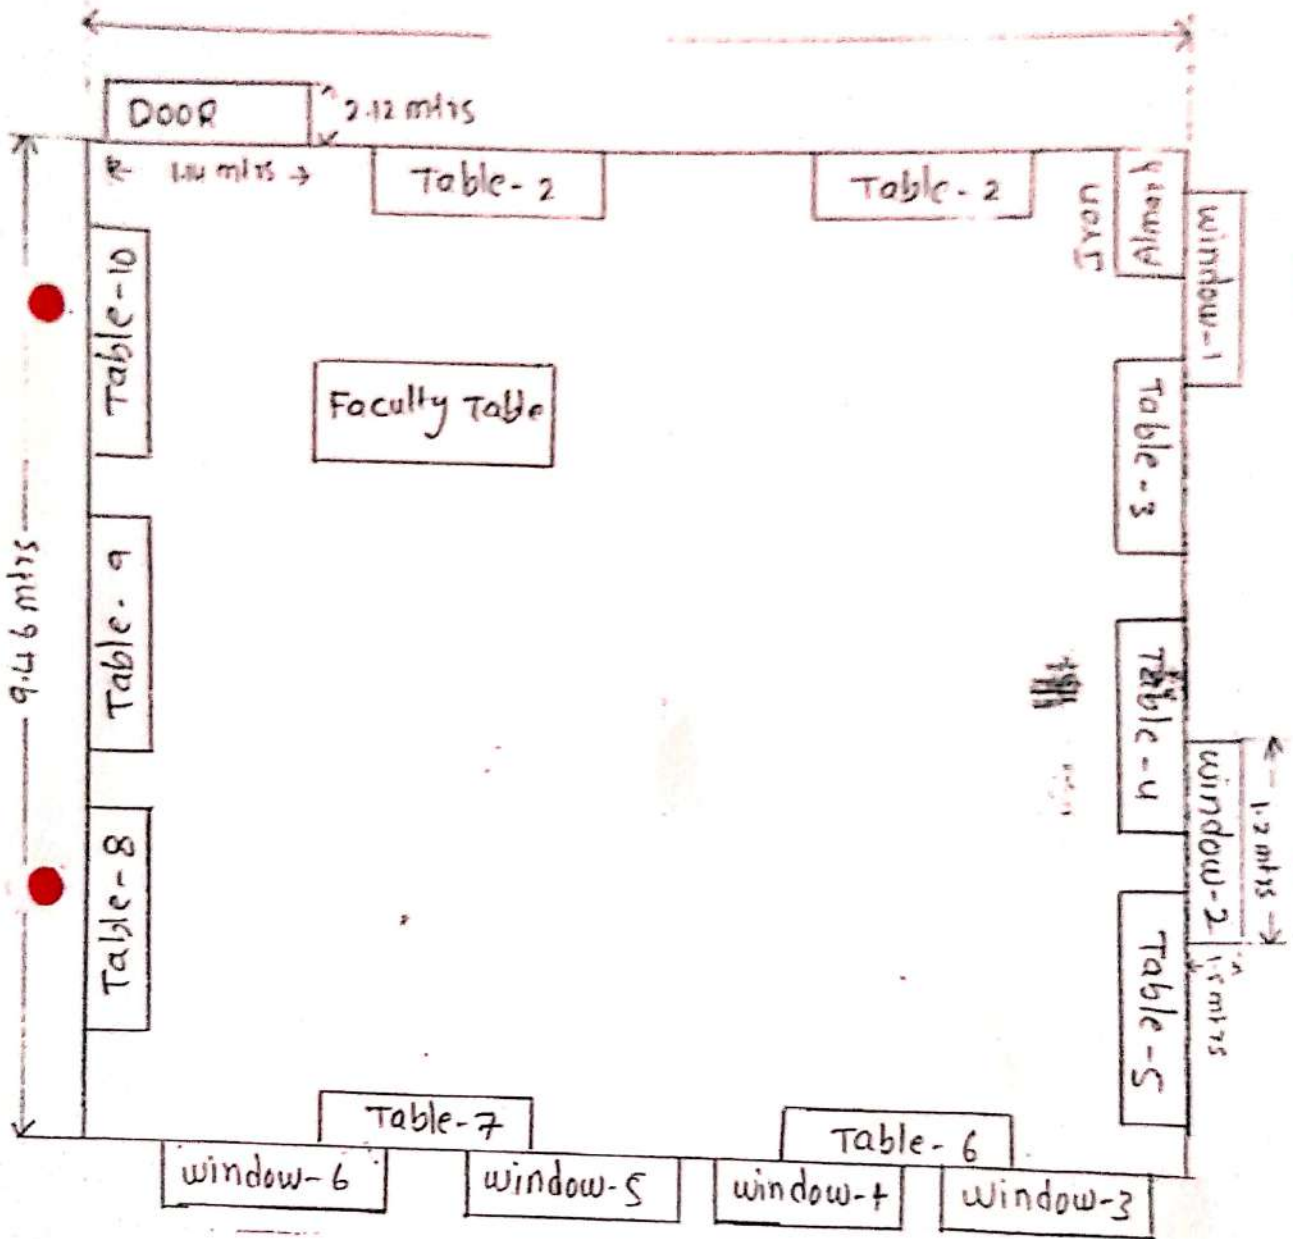 DOOR
2.12 mtrs
1.14 mtrs
Table-2
Table-2
Almary
Iron
window-1
Table-10
Faculty Table
Table-3
9.46 mtrs
Table-9
Table-4
window-2
1.2 mtrs
1.5 mtrs
Table-8
Table-5
Table-7
Table-6
window-6
window-5
window-4
window-3